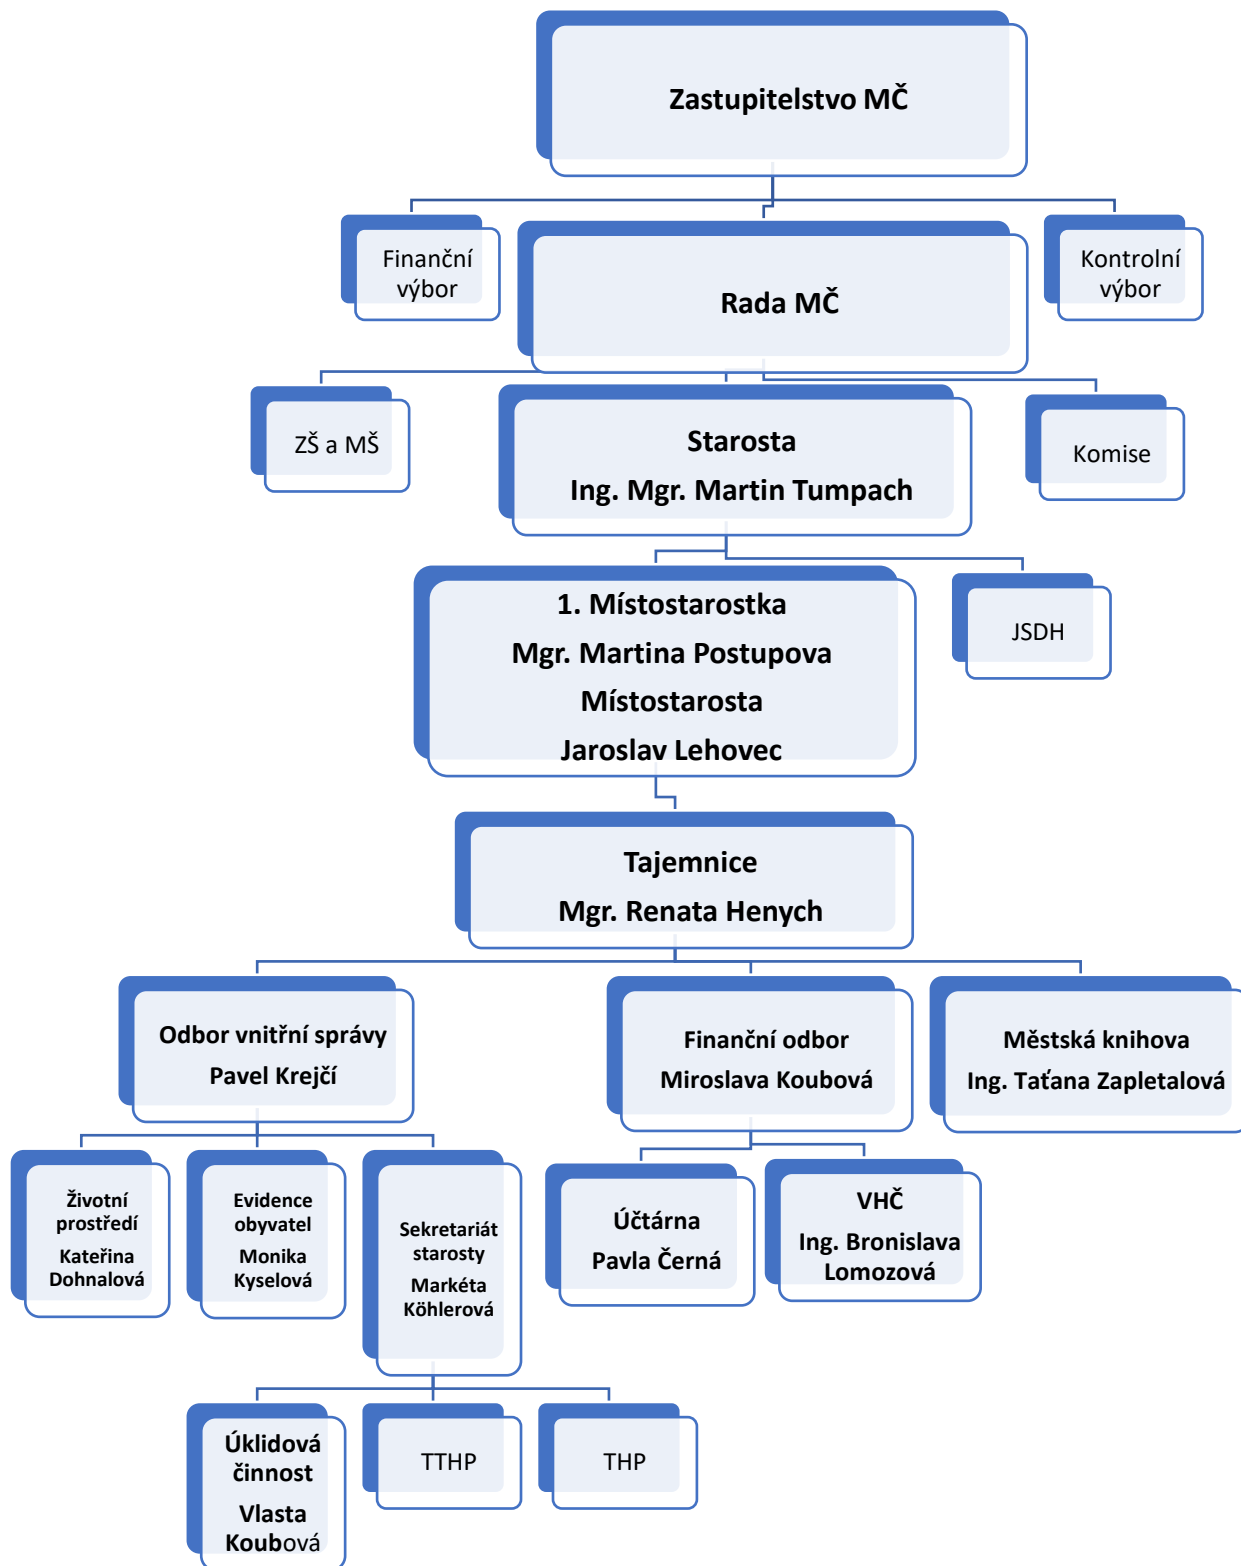 Zastupitelstvo MČ
Finanční
výbor
Rada MČ
Kontrolní
výbor
ZŠ a MŠ
Starosta
Ing. Mgr. Martin Tumpach
Komise
1. Místostarostka
Mgr. Martina Postupova
Místostarosta
Jaroslav Lehovec
JSDH
Tajemnice
Mgr. Renata Henych
Odbor vnitřní správy
Pavel Krejčí
Finanční odbor
Miroslava Koubová
Městská knihova
Ing. Taťana Zapletalová
Životní
prostředí
Kateřina
Dohnalová
Evidence
obyvatel
Monika
Kyselová
Sekretariát
starosty
Markéta
Köhlerová
Účtárna
Pavla Černá
VHČ
Ing. Bronislava
Lomozová
Úklidová
činnost
Vlasta
Koubová
TTHP
THP